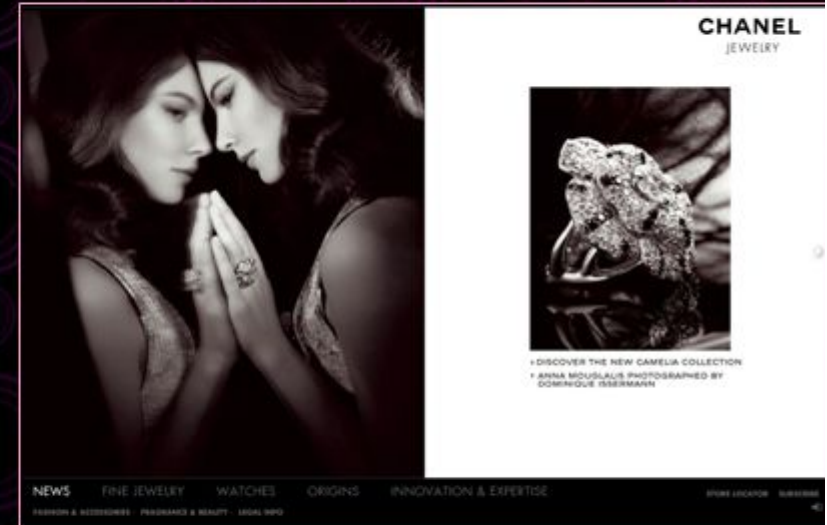 CHANEL
JEWELRY
› DISCOVER THE NEW CAMELIA COLLECTION
› ANNA MOUGLALIS PHOTOGRAPHED BY
DOMINIQUE ISSERMANN
NEWS FINE JEWELRY WATCHES ORIGINS INNOVATION & EXPERTISE
STORE LOCATOR SUBSCRIBE
FASHION & ACCESSORIES · FRAGRANCE & BEAUTY · LEGAL INFO